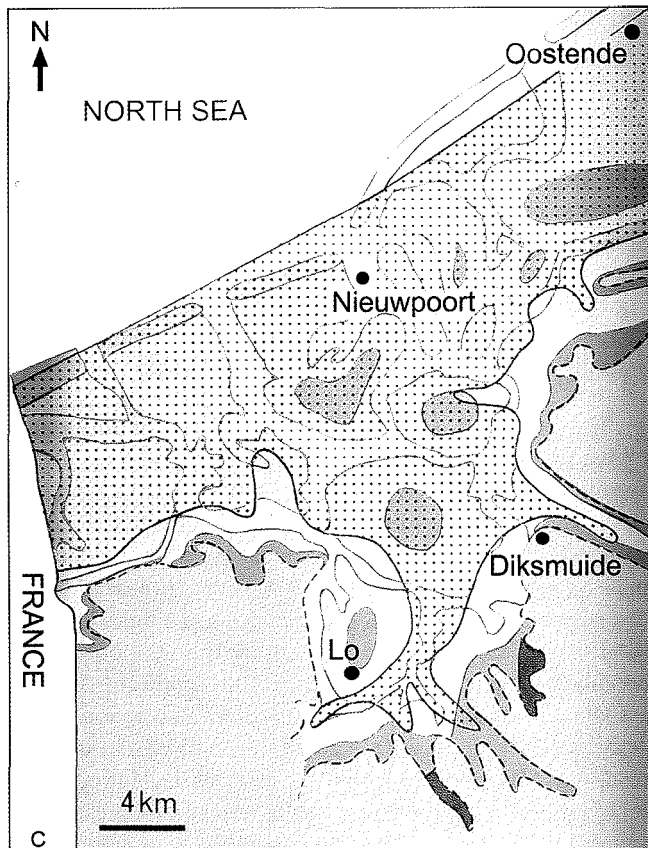 N
Oostende
NORTH SEA
Nieuwpoort
Diksmuide
FRANCE
Lo
4 km
C